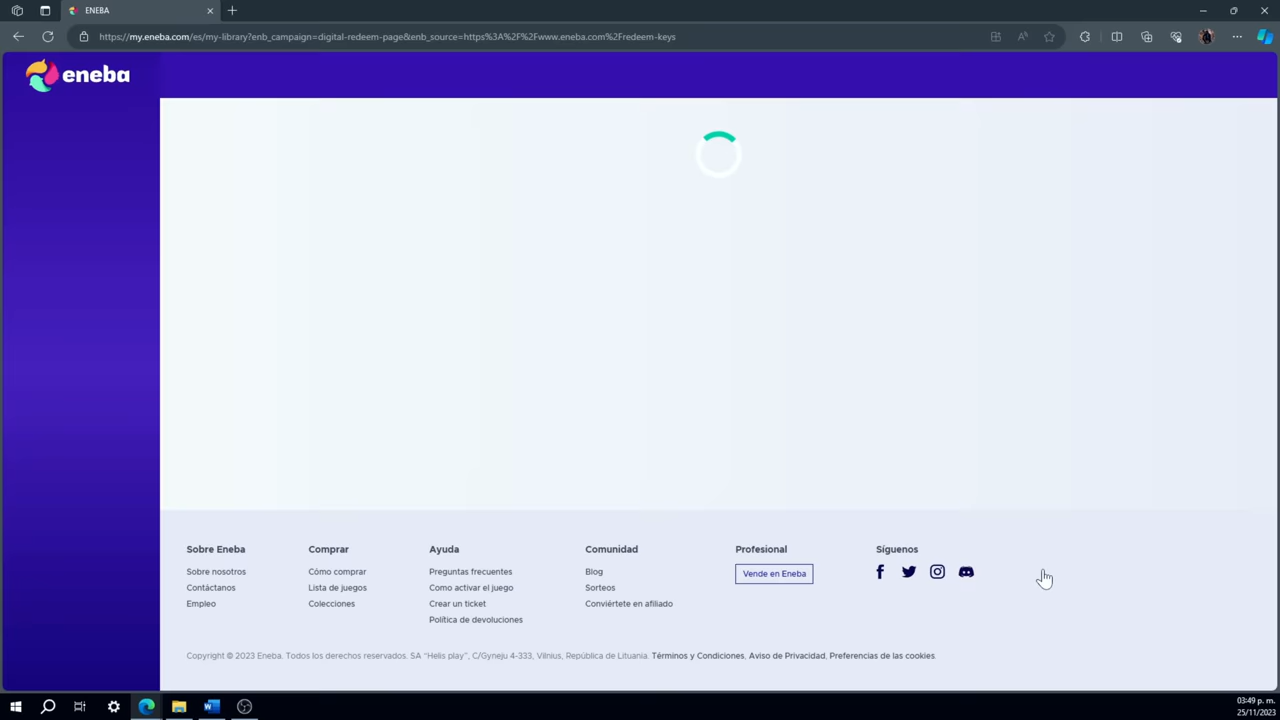 ENEBA
https://my.eneba.com/es/my-library?enb_campaign=digital-redeem-page&enb_source=https%3A%2F%2Fwww.eneba.com%2Fredeem-keys
eneba
Sobre Eneba
Sobre nosotros
Contáctanos
Empleo
Comprar
Cómo comprar
Lista de juegos
Colecciones
Ayuda
Preguntas frecuentes
Como activar el juego
Crear un ticket
Política de devoluciones
Comunidad
Blog
Sorteos
Conviértete en afiliado
Profesional
Vende en Eneba
Síguenos
Copyright © 2023 Eneba. Todos los derechos reservados. SA “Helis play”, C/Gyneju 4-333, Vilnius, República de Lituania. Términos y Condiciones, Aviso de Privacidad, Preferencias de las cookies.
03:49 p. m.
25/11/2023